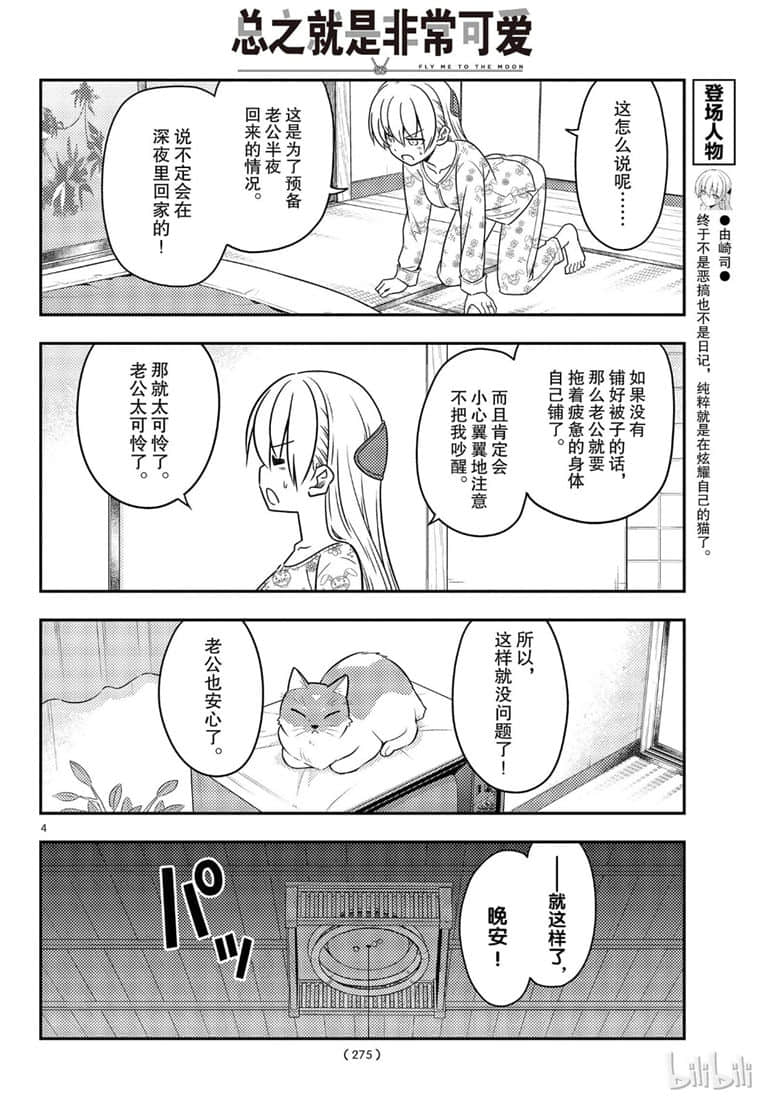 总之就是非常可爱
FLY ME TO THE MOON
登场人物
●由崎司●
终于不是恶搞也不是日记，纯粹就是在炫耀自己的猫了。
这怎么说呢……
这是为了预备
老公半夜
回来的情况。
说不定会在
深夜里回家的！
如果没有
铺好被子的话，
那么老公就要
拖着疲惫的身体
自己铺了。
而且肯定会
小心翼翼地注意
不把我吵醒。
那就太可怜了。
老公太可怜了。
所以，
这样就没问题了！
老公也安心了。
4
——就这样了，
晚安！
パッ
(275)
bilibili